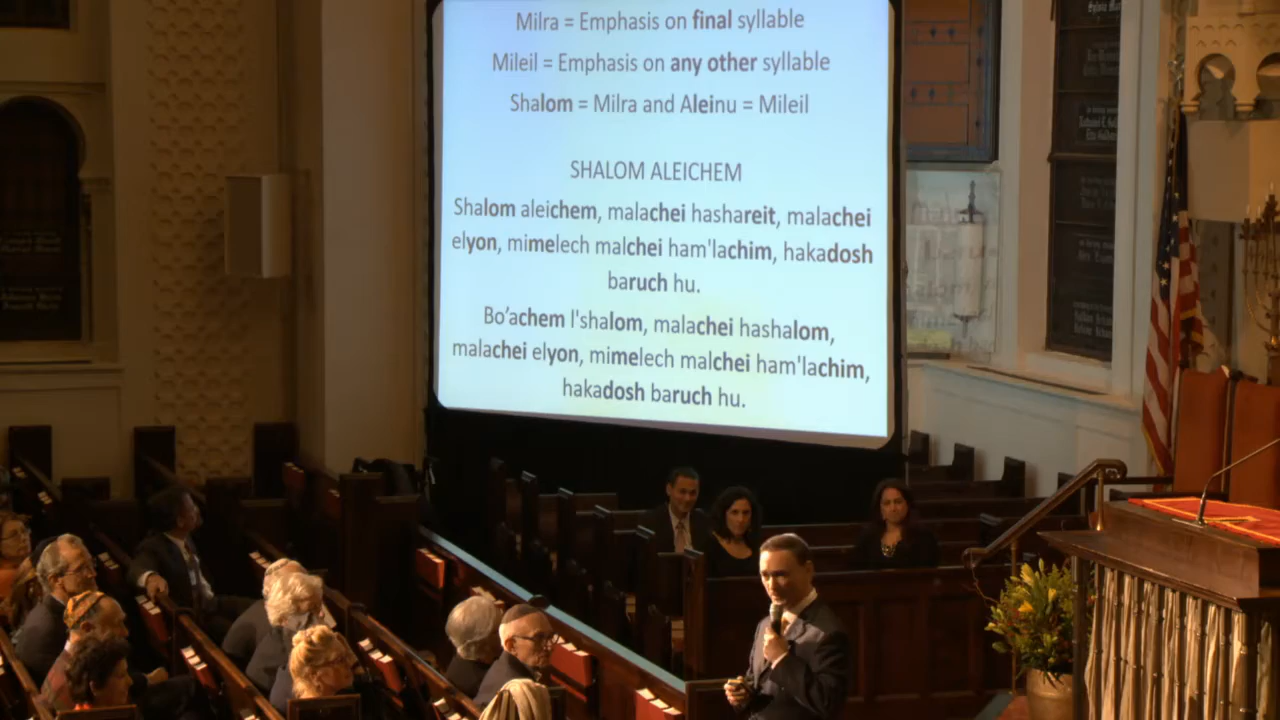 Milra = Emphasis on final syllable
Mileil = Emphasis on any other syllable
Shalom = Milra and Aleinu = Mileil
SHALOM ALEICHEM
Shalom aleichem, malachei hashareit, malachei
elyon, mimelech malchei ham'lachim, hakadosh
baruch hu.
Bo'achem l'shalom, malachei hashalom,
malachei elyon, mimelech malchei ham'lachim,
hakadosh baruch hu.